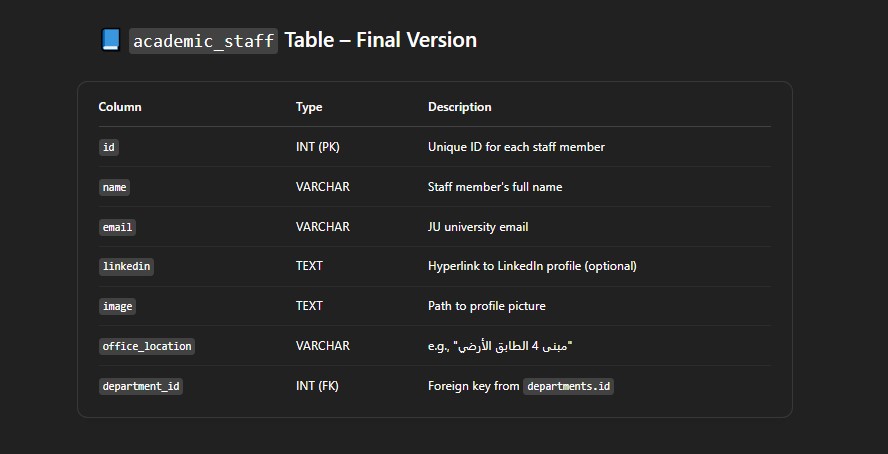 academic_staff Table – Final Version
Column Type Description
id INT (PK) Unique ID for each staff member
name VARCHAR Staff member's full name
email VARCHAR JU university email
linkedin TEXT Hyperlink to LinkedIn profile (optional)
image TEXT Path to profile picture
office_location VARCHAR e.g., "مبنى 4 الطابق الأرضي"
department_id INT (FK) Foreign key from departments.id